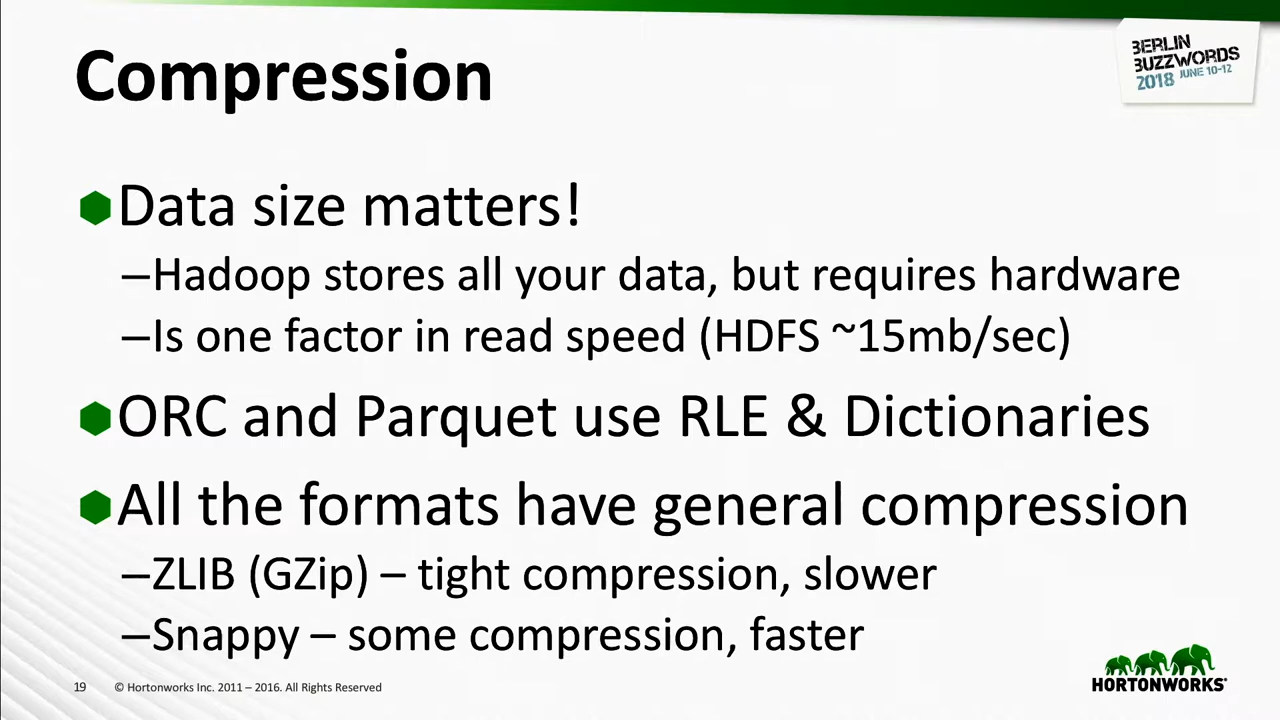 Compression
BERLIN
BUZZWORDS
2018 JUNE 10-12
Data size matters!
–Hadoop stores all your data, but requires hardware
–Is one factor in read speed (HDFS ~15mb/sec)
ORC and Parquet use RLE & Dictionaries
All the formats have general compression
–ZLIB (GZip) – tight compression, slower
–Snappy – some compression, faster
19 © Hortonworks Inc. 2011 – 2016. All Rights Reserved
HORTONWORKS